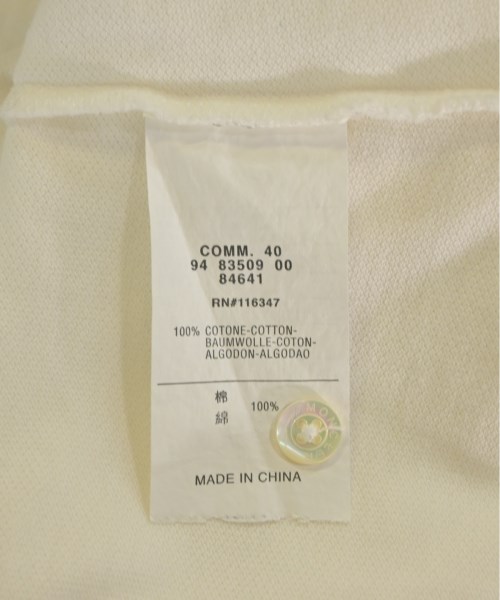 COMM. 40
94 83509 00
84641
RN#116347
100% COTONE-COTTON-
BAUMWOLLE-COTON-
ALGODON-ALGODAO
棉
綿 100%
MADE IN CHINA